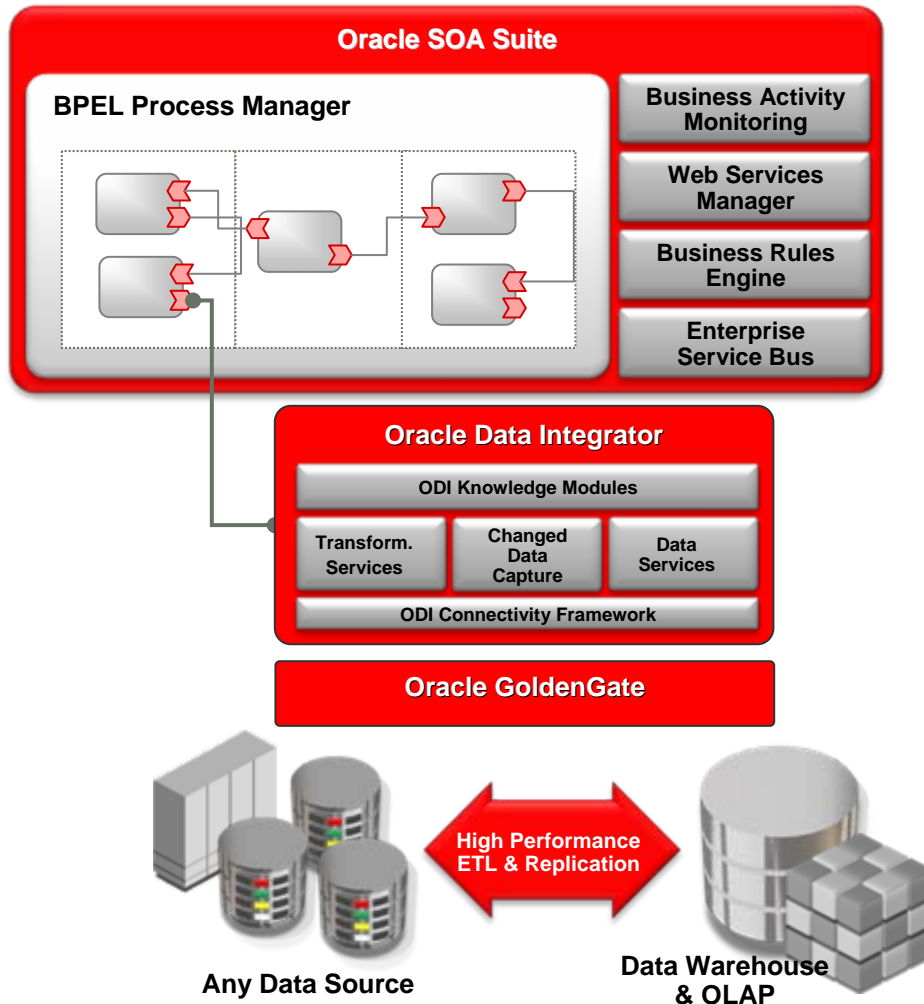 Oracle SOA Suite
BPEL Process Manager
Business Activity
Monitoring
Web Services
Manager
Business Rules
Engine
Enterprise
Service Bus
Oracle Data Integrator
ODI Knowledge Modules
Transform.
Services
Changed
Data
Capture
Data
Services
ODI Connectivity Framework
Oracle GoldenGate
High Performance
ETL & Replication
Any Data Source
Data Warehouse
& OLAP